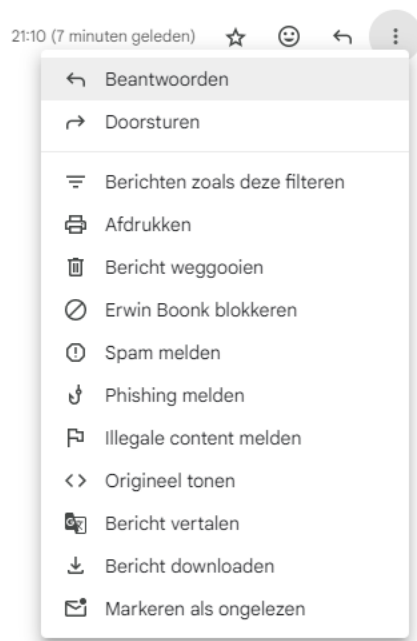 21:10 (7 minuten geleden)
Beantwoorden
Doorsturen
Berichten zoals deze filteren
Afdrukken
Bericht weggooien
Erwin Boonk blokkeren
Spam melden
Phishing melden
Illegale content melden
Origineel tonen
Bericht vertalen
Bericht downloaden
Markeren als ongelezen